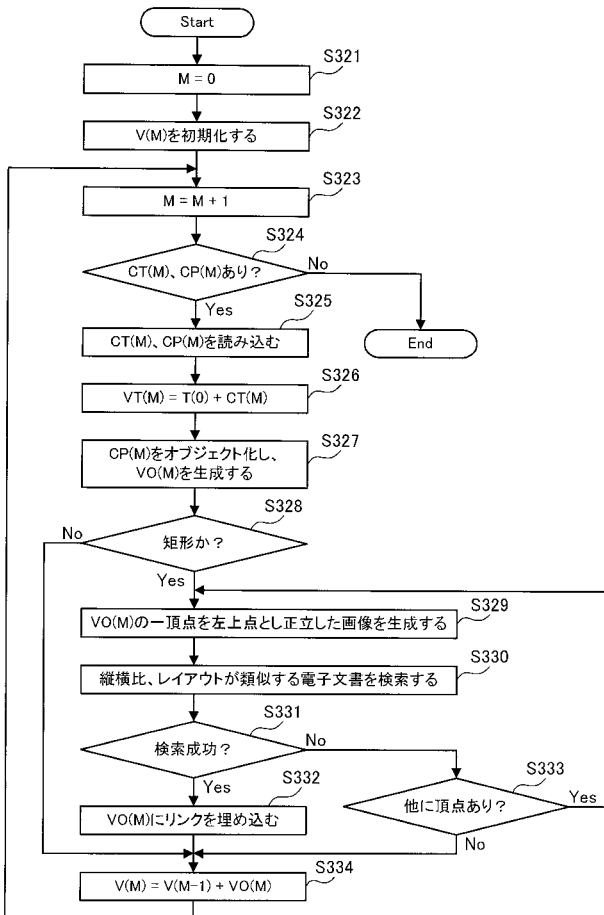 Start
S321
M = 0
S322
V(M)を初期化する
S323
M = M + 1
S324
CT(M)、CP(M)あり?
No
Yes
End
S325
CT(M)、CP(M)を読み込む
S326
VT(M) = T(0) + CT(M)
S327
CP(M)をオブジェクト化し、
VO(M)を生成する
S328
矩形か?
No
Yes
S329
VO(M)の一頂点を左上点とし正立した画像を生成する
S330
縦横比、レイアウトが類似する電子文書を検索する
S331
検索成功?
No
Yes
S332
VO(M)にリンクを埋め込む
S333
他に頂点あり?
Yes
No
S334
V(M) = V(M-1) + VO(M)